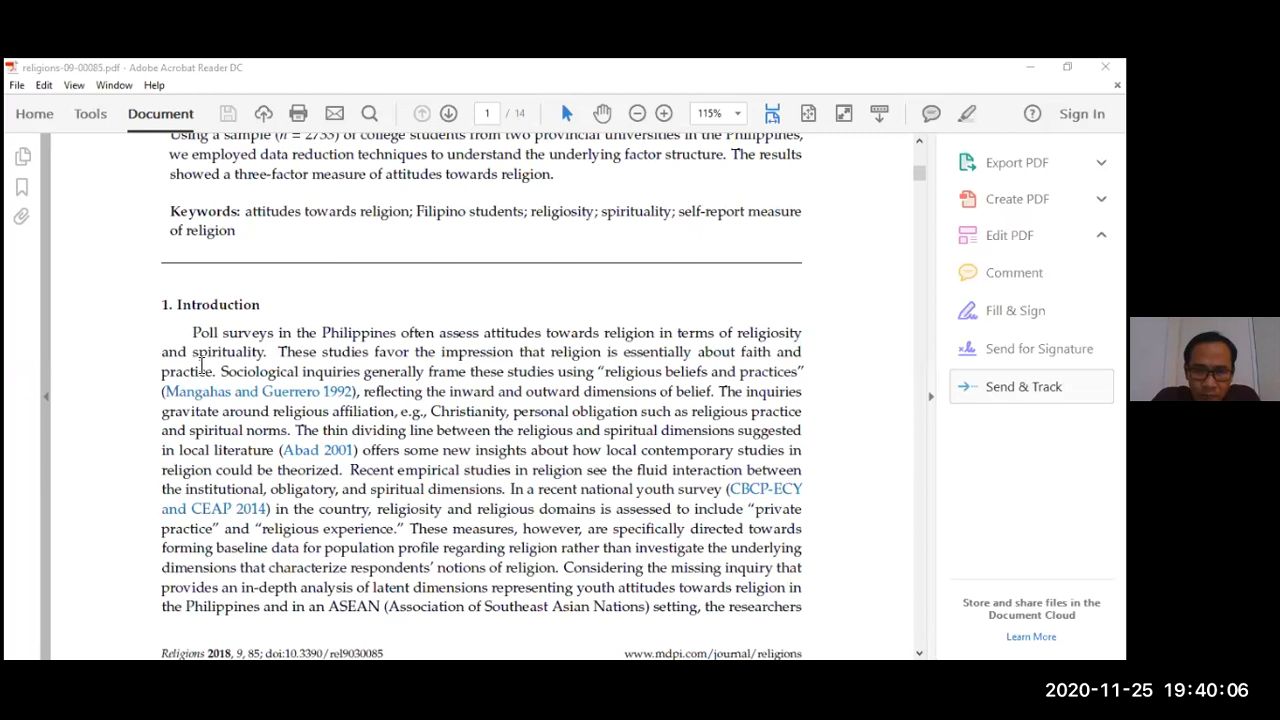 religions-09-00085.pdf - Adobe Acrobat Reader DC
File Edit View Window Help
Home Tools Document 1 / 14 115% Sign In
Using a sample (n = 2733) of college students from two provincial universities in the Philippines,
we employed data reduction techniques to understand the underlying factor structure. The results
showed a three-factor measure of attitudes towards religion.
Keywords: attitudes towards religion; Filipino students; religiosity; spirituality; self-report measure
of religion
1. Introduction
Poll surveys in the Philippines often assess attitudes towards religion in terms of religiosity
and spirituality. These studies favor the impression that religion is essentially about faith and
practice. Sociological inquiries generally frame these studies using “religious beliefs and practices”
(Mangahas and Guerrero 1992), reflecting the inward and outward dimensions of belief. The inquiries
gravitate around religious affiliation, e.g., Christianity, personal obligation such as religious practice
and spiritual norms. The thin dividing line between the religious and spiritual dimensions suggested
in local literature (Abad 2001) offers some new insights about how local contemporary studies in
religion could be theorized. Recent empirical studies in religion see the fluid interaction between
the institutional, obligatory, and spiritual dimensions. In a recent national youth survey (CBCP-ECY
and CEAP 2014) in the country, religiosity and religious domains is assessed to include “private
practice” and “religious experience.” These measures, however, are specifically directed towards
forming baseline data for population profile regarding religion rather than investigate the underlying
dimensions that characterize respondents’ notions of religion. Considering the missing inquiry that
provides an in-depth analysis of latent dimensions representing youth attitudes towards religion in
the Philippines and in an ASEAN (Association of Southeast Asian Nations) setting, the researchers
Religions 2018, 9, 85; doi:10.3390/rel9030085 www.mdpi.com/journal/religions
Export PDF
Create PDF
Edit PDF
Comment
Fill & Sign
Send for Signature
Send & Track
Store and share files in the
Document Cloud
Learn More
2020-11-25 19:40:06